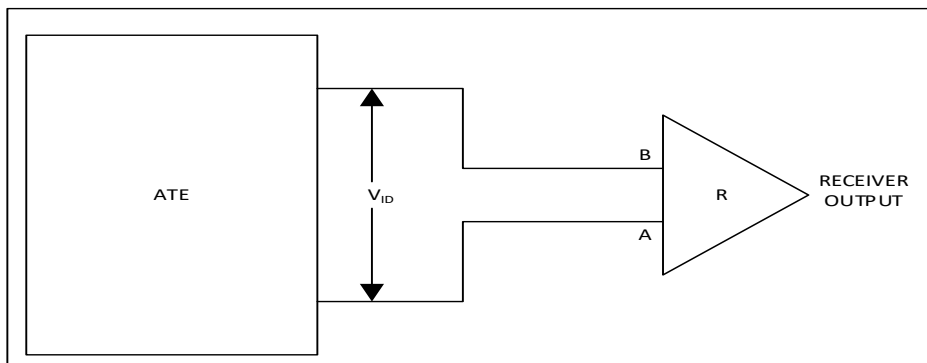 ATE
V_ID
B
A
R
RECEIVER
OUTPUT